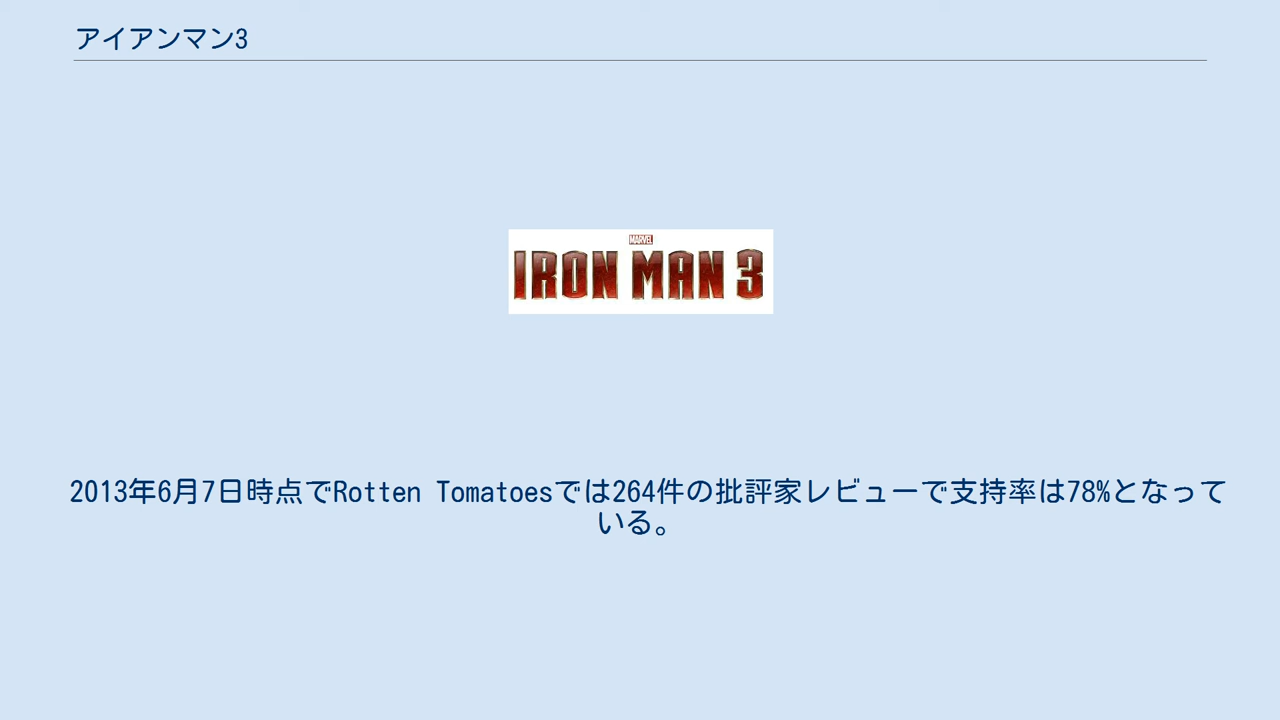 アイアンマン3
MARVEL
IRON MAN 3
2013年6月7日時点でRotten Tomatoesでは264件の批評家レビューで支持率は78%となって
いる。